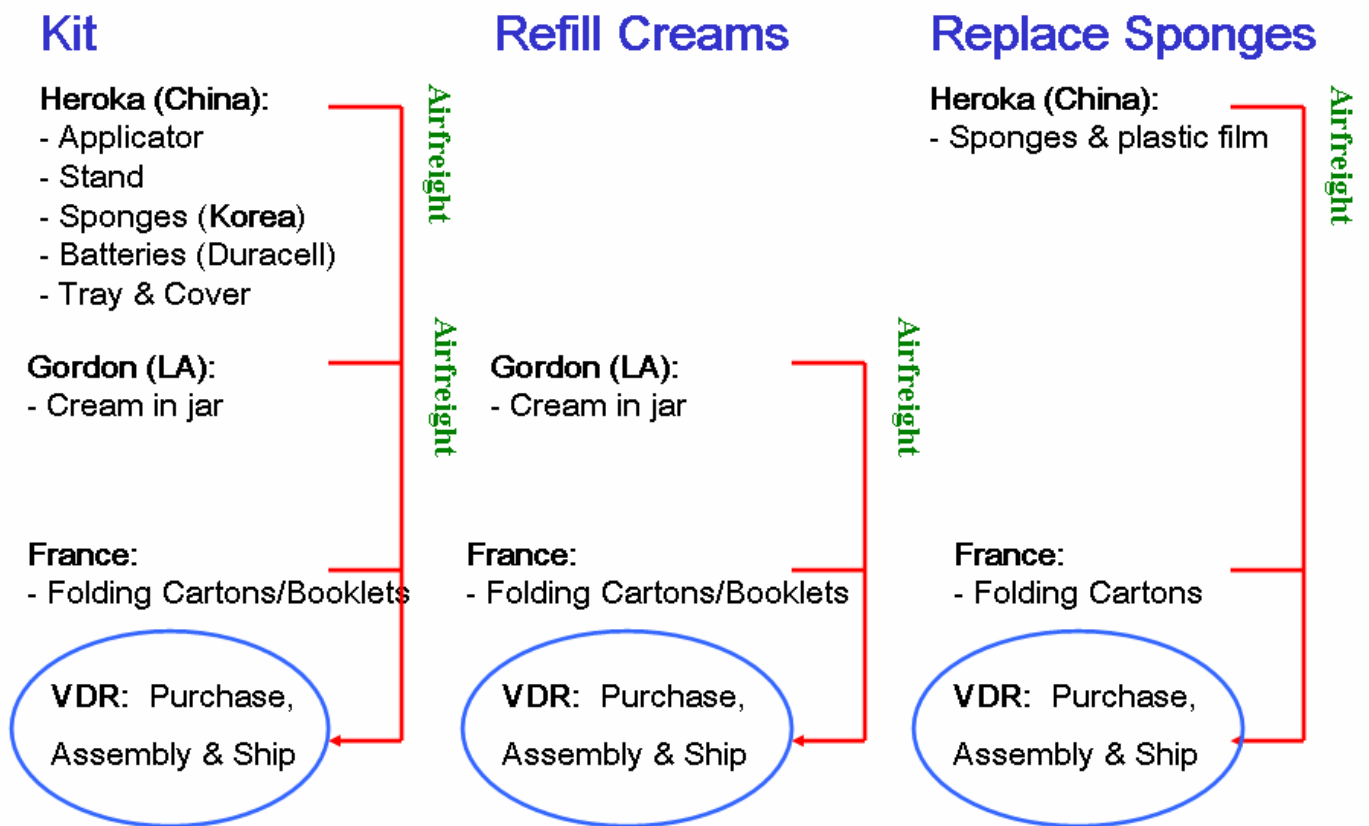 Kit
Heroka (China):
- Applicator
- Stand
- Sponges (Korea)
- Batteries (Duracell)
- Tray & Cover
Airfreight
Gordon (LA):
- Cream in jar
Airfreight
France:
- Folding Cartons/Booklets
VDR: Purchase,
Assembly & Ship
Refill Creams
Gordon (LA):
- Cream in jar
Airfreight
France:
- Folding Cartons/Booklets
VDR: Purchase,
Assembly & Ship
Replace Sponges
Heroka (China):
- Sponges & plastic film
Airfreight
France:
- Folding Cartons
VDR: Purchase,
Assembly & Ship